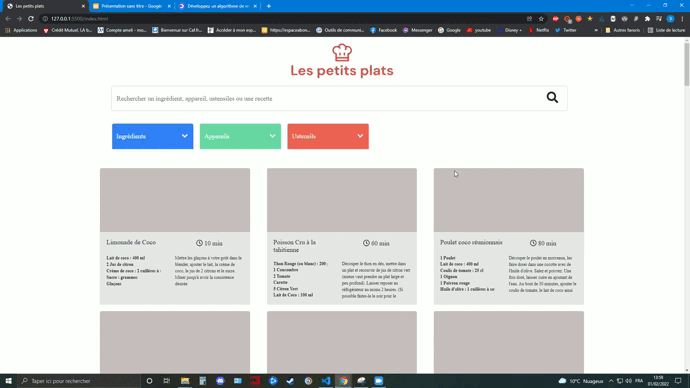 Les petits plats
Présentation sans titre - Google
Développez un algorithme de re
127.0.0.1:5500/index.html
Applications
Crédit Mutuel, LA b
Compte ameli - mu
Bienvenue sur Caf.fr
Accéder à mon esp
https://espaceabon
Outils de communic
Facebook
Messenger
Google
youtube
Disney +
Netflix
Twitter
Autres favoris
Liste de lecture
Les petits plats
Rechercher un ingrédient, appareil, ustensiles ou une recette
Ingrédients
Appareils
Ustensils
Limonade de Coco
10 min
Lait de coco : 400 ml
2 Jus de citron
Crème de coco : 2 cuillères à
Sucre : grammes
Glaçons
Mettre les glaçons à votre goût dans le
blender, ajouter le lait, la crème de
coco, le jus de 2 citrons et le sucre.
Mixer jusqu'à avoir la consistence
désirée
Poisson Cru à la
tahitienne
60 min
Thon Rouge (ou blanc) : 200
1 Concombre
2 Tomate
Carotte
5 Citron Vert
Lait de Coco : 100 ml
Découper le thon en dés, mettre dans
un plat et recouvrir de jus de citron vert
(mieux vaut prendre un plat large et
peu profond). Laisser reposer au
réfrigérateur au moins 2 heures. (Si
possible faites-le le soir pour le
Poulet coco réunionnais
80 min
1 Poulet
Lait de coco : 400 ml
Coulis de tomate : 25 cl
1 Oignon
1 Poivron rouge
Huile d'olive : 1 cuillères à so
Découper le poulet en morceaux, les
faire dorer dans une cocotte avec de
l'huile d'olive. Salez et poivrez. Une
fois doré, laisser cuire en ajoutant de
l'eau. Au bout de 30 minutes, ajouter le
coulis de tomate, le lait de coco ainsi
Taper ici pour rechercher
10°C Nuageux
FRA
13:59
01/02/2022